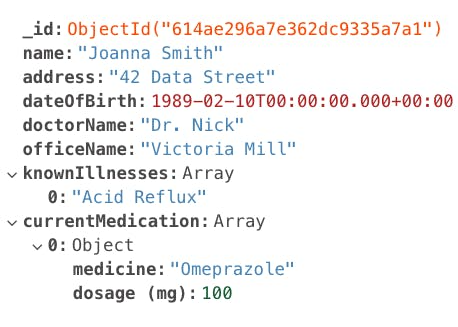 _id: ObjectId("614ae296a7e362dc9335a7a1")
name: "Joanna Smith"
address: "42 Data Street"
dateOfBirth: 1989-02-10T00:00:00.000+00:00
doctorName: "Dr. Nick"
officeName: "Victoria Mill"
knownIllnesses: Array
0: "Acid Reflux"
currentMedication: Array
0: Object
medicine: "Omeprazole"
dosage (mg): 100